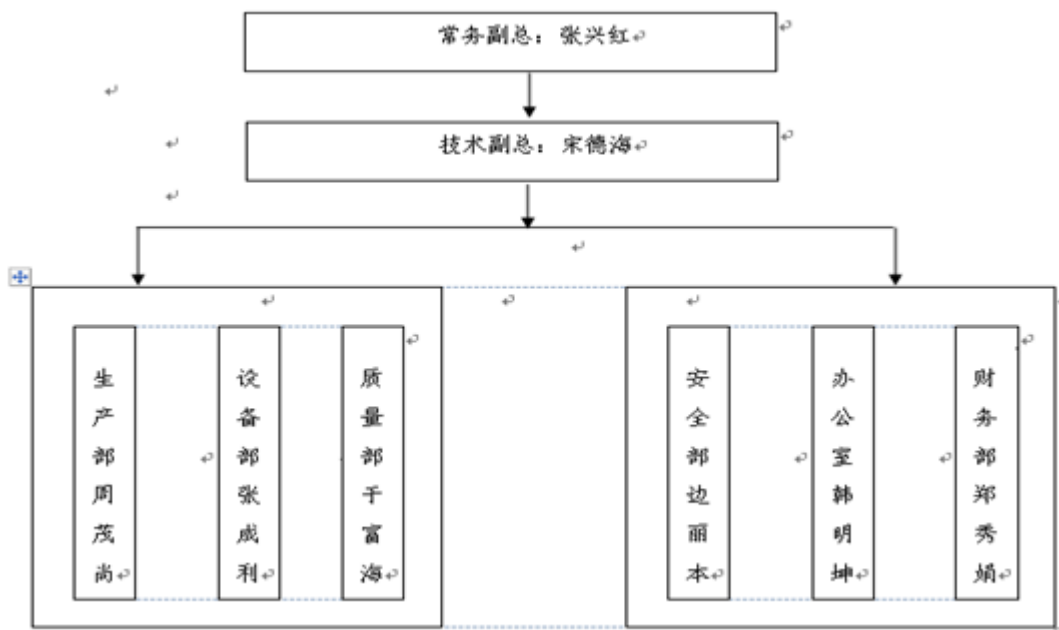 常务副总：张兴红
技术副总：宋德海
生产部周茂尚
设备部张成利
质量部于富海
安全部边丽本
办公室韩明坤
财务部郑秀娟